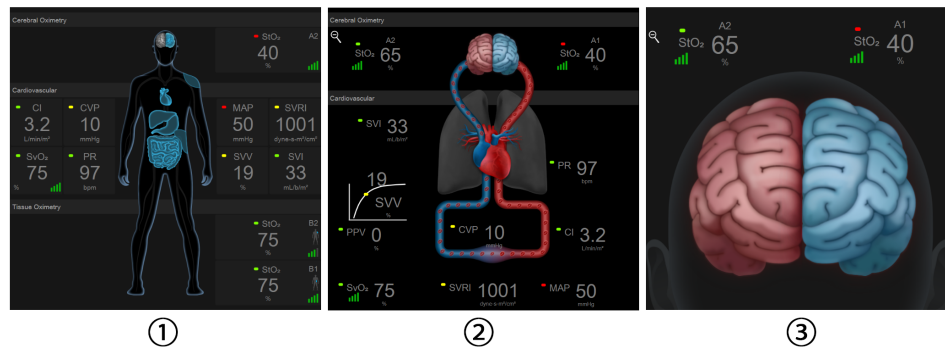 Cerebral Oximetry
StO₂ A2
40
%
Cardiovascular
CI CVP MAP SVRI
3.2 10 50 1001
L/min/m² mmHg mmHg dyne-s-m²/cm⁵
SvO₂ PR SVV SVI
75 97 19 33
% bpm % mL/b/m²
Tissue Oximetry
StO₂ B2
75
%
StO₂ B1
75
%
①
Cerebral Oximetry
A2 A1
StO₂ 65 StO₂ 40
% %
Cardiovascular
SVI 33
mL/b/m²
PR 97
bpm
19
SVV
%
PPV 0
%
CVP 10
mmHg
CI 3.2
L/min/m²
SvO₂ 75
%
SVRI 1001
dyne-s-m²/cm⁵
MAP 50
mmHg
②
A2 A1
StO₂ 65 StO₂ 40
% %
③